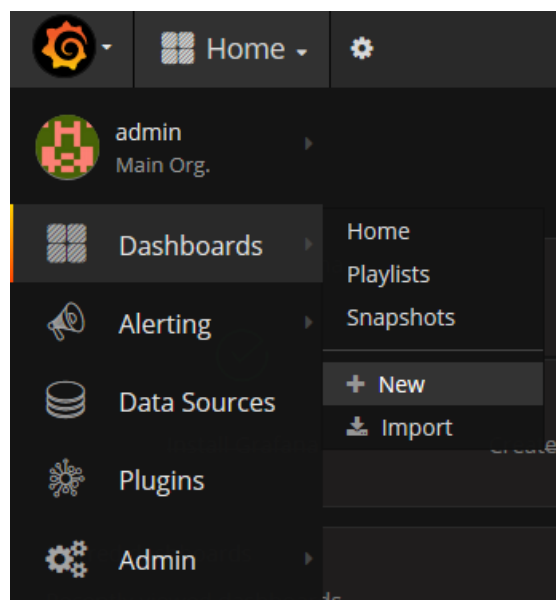 Home
admin
Main Org.
Dashboards
Home
Playlists
Snapshots
New
Import
Alerting
Data Sources
Plugins
Admin